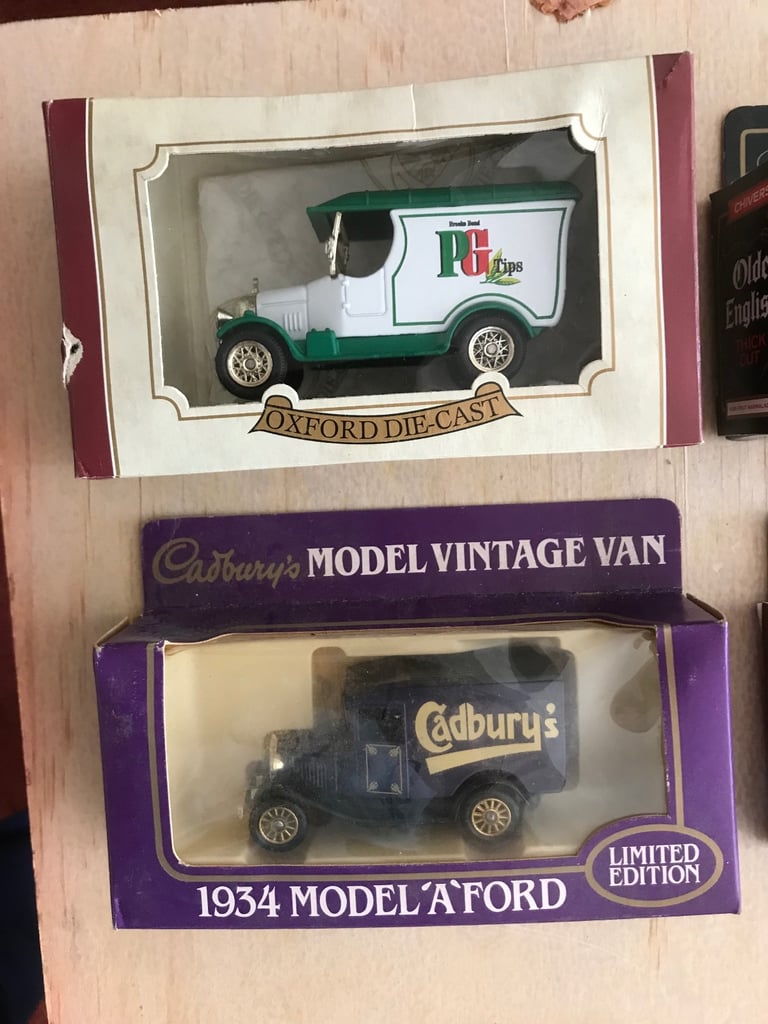 Brooke Bond
PG
Tips
OXFORD DIE-CAST
CHIVERS
Olde
English
THICK
CUT
Cadbury's MODEL VINTAGE VAN
Cadbury's
LIMITED
EDITION
1934 MODEL 'A' FORD